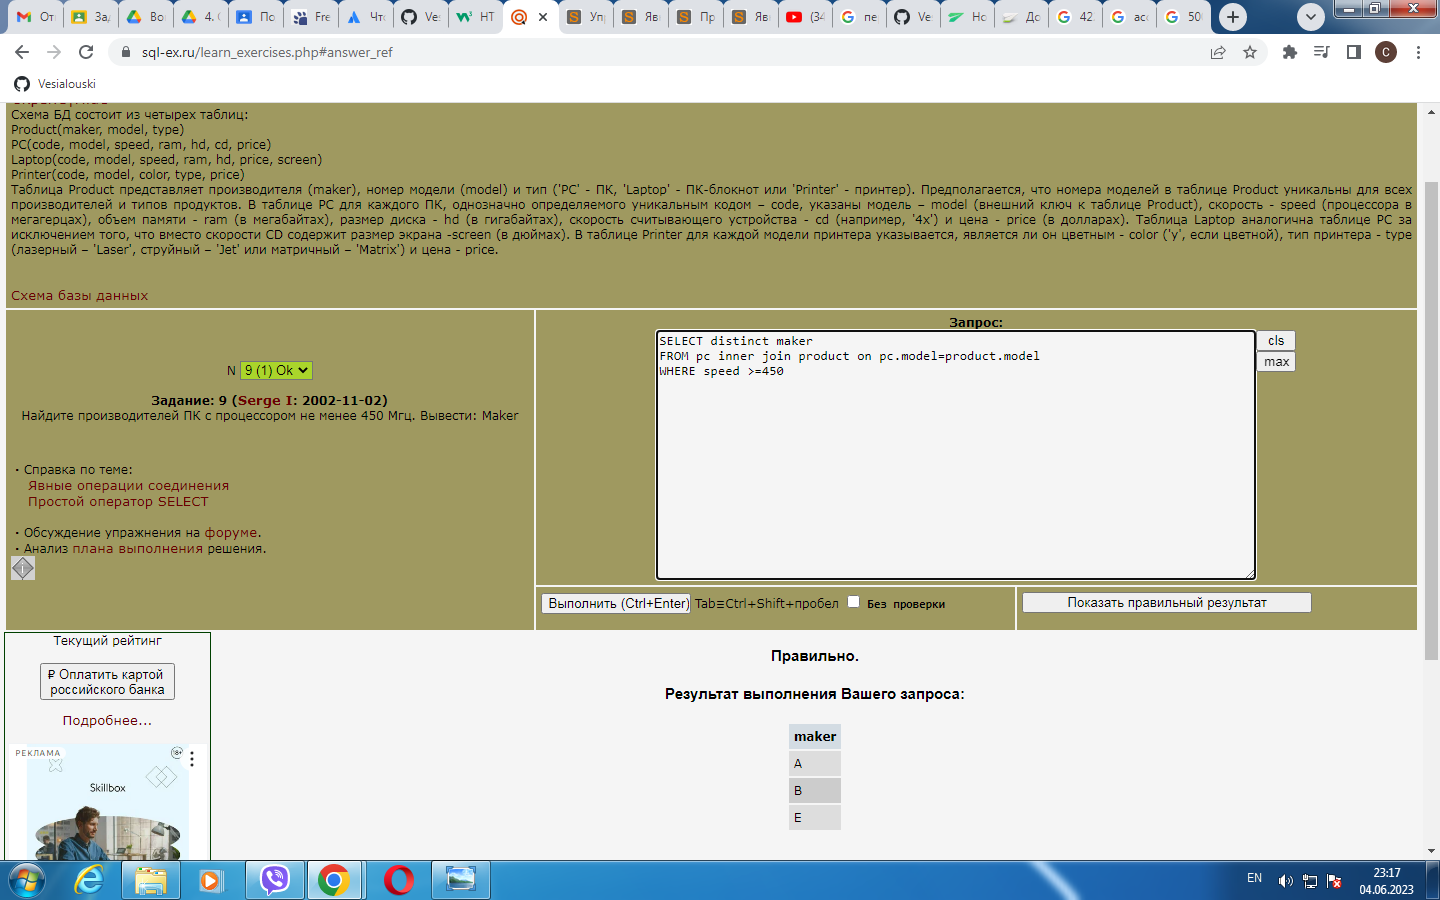 От
Зад
Во
4. С
По
Fre
Что
Ves
HT
Упр
Явн
Пр
Явн
(34
пе
Ves
Но
До
42.
асс
50
sql-ex.ru/learn_exercises.php#answer_ref
C
Vesialouski
Схема БД состоит из четырех таблиц:
Product(maker, model, type)
PC(code, model, speed, ram, hd, cd, price)
Laptop(code, model, speed, ram, hd, price, screen)
Printer(code, model, color, type, price)
Таблица Product представляет производителя (maker), номер модели (model) и тип ('PC' - ПК, 'Laptop' - ПК-блокнот или 'Printer' - принтер). Предполагается, что номера моделей в таблице Product уникальны для всех
производителей и типов продуктов. В таблице PC для каждого ПК, однозначно определяемого уникальным кодом – code, указаны модель – model (внешний ключ к таблице Product), скорость - speed (процессора в
мегагерцах), объем памяти - ram (в мегабайтах), размер диска - hd (в гигабайтах), скорость считывающего устройства - cd (например, '4x') и цена - price (в долларах). Таблица Laptop аналогична таблице PC за
исключением того, что вместо скорости CD содержит размер экрана -screen (в дюймах). В таблице Printer для каждой модели принтера указывается, является ли он цветным - color ('y', если цветной), тип принтера - type
(лазерный – 'Laser', струйный – 'Jet' или матричный – 'Matrix') и цена - price.
Схема базы данных
Запрос:
SELECT distinct maker
FROM pc inner join product on pc.model=product.model
WHERE speed >=450
cls
max
N 9 (1) Ok
Задание: 9 (Serge I: 2002-11-02)
Найдите производителей ПК с процессором не менее 450 Мгц. Вывести: Maker
• Справка по теме:
Явные операции соединения
Простой оператор SELECT
• Обсуждение упражнения на форуме.
• Анализ плана выполнения решения.
Выполнить (Ctrl+Enter) Tab≡Ctrl+Shift+пробел Без проверки
Показать правильный результат
Текущий рейтинг
₽ Оплатить картой
российского банка
Подробнее...
РЕКЛАМА
18+
Skillbox
Правильно.
Результат выполнения Вашего запроса:
maker
A
B
E
EN
23:17
04.06.2023